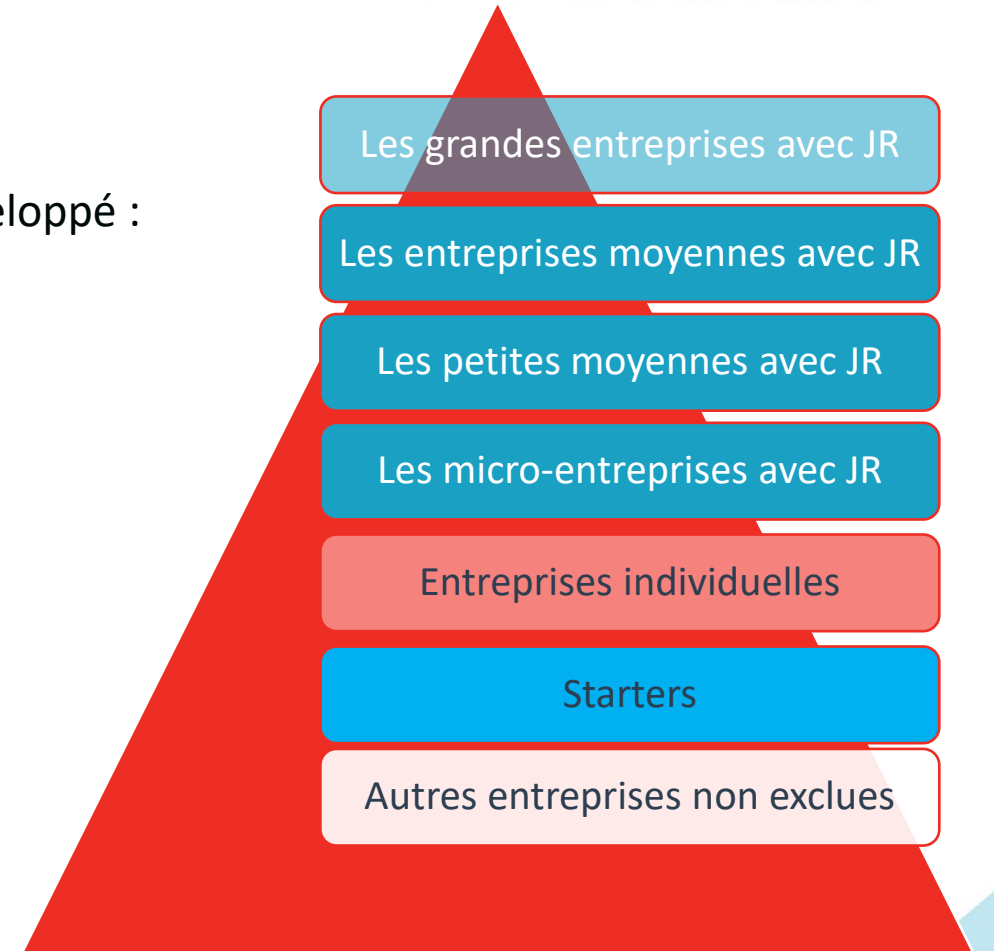 Les grandes entreprises avec JR
eloppé :
Les entreprises moyennes avec JR
Les petites moyennes avec JR
Les micro-entreprises avec JR
Entreprises individuelles
Starters
Autres entreprises non exclues